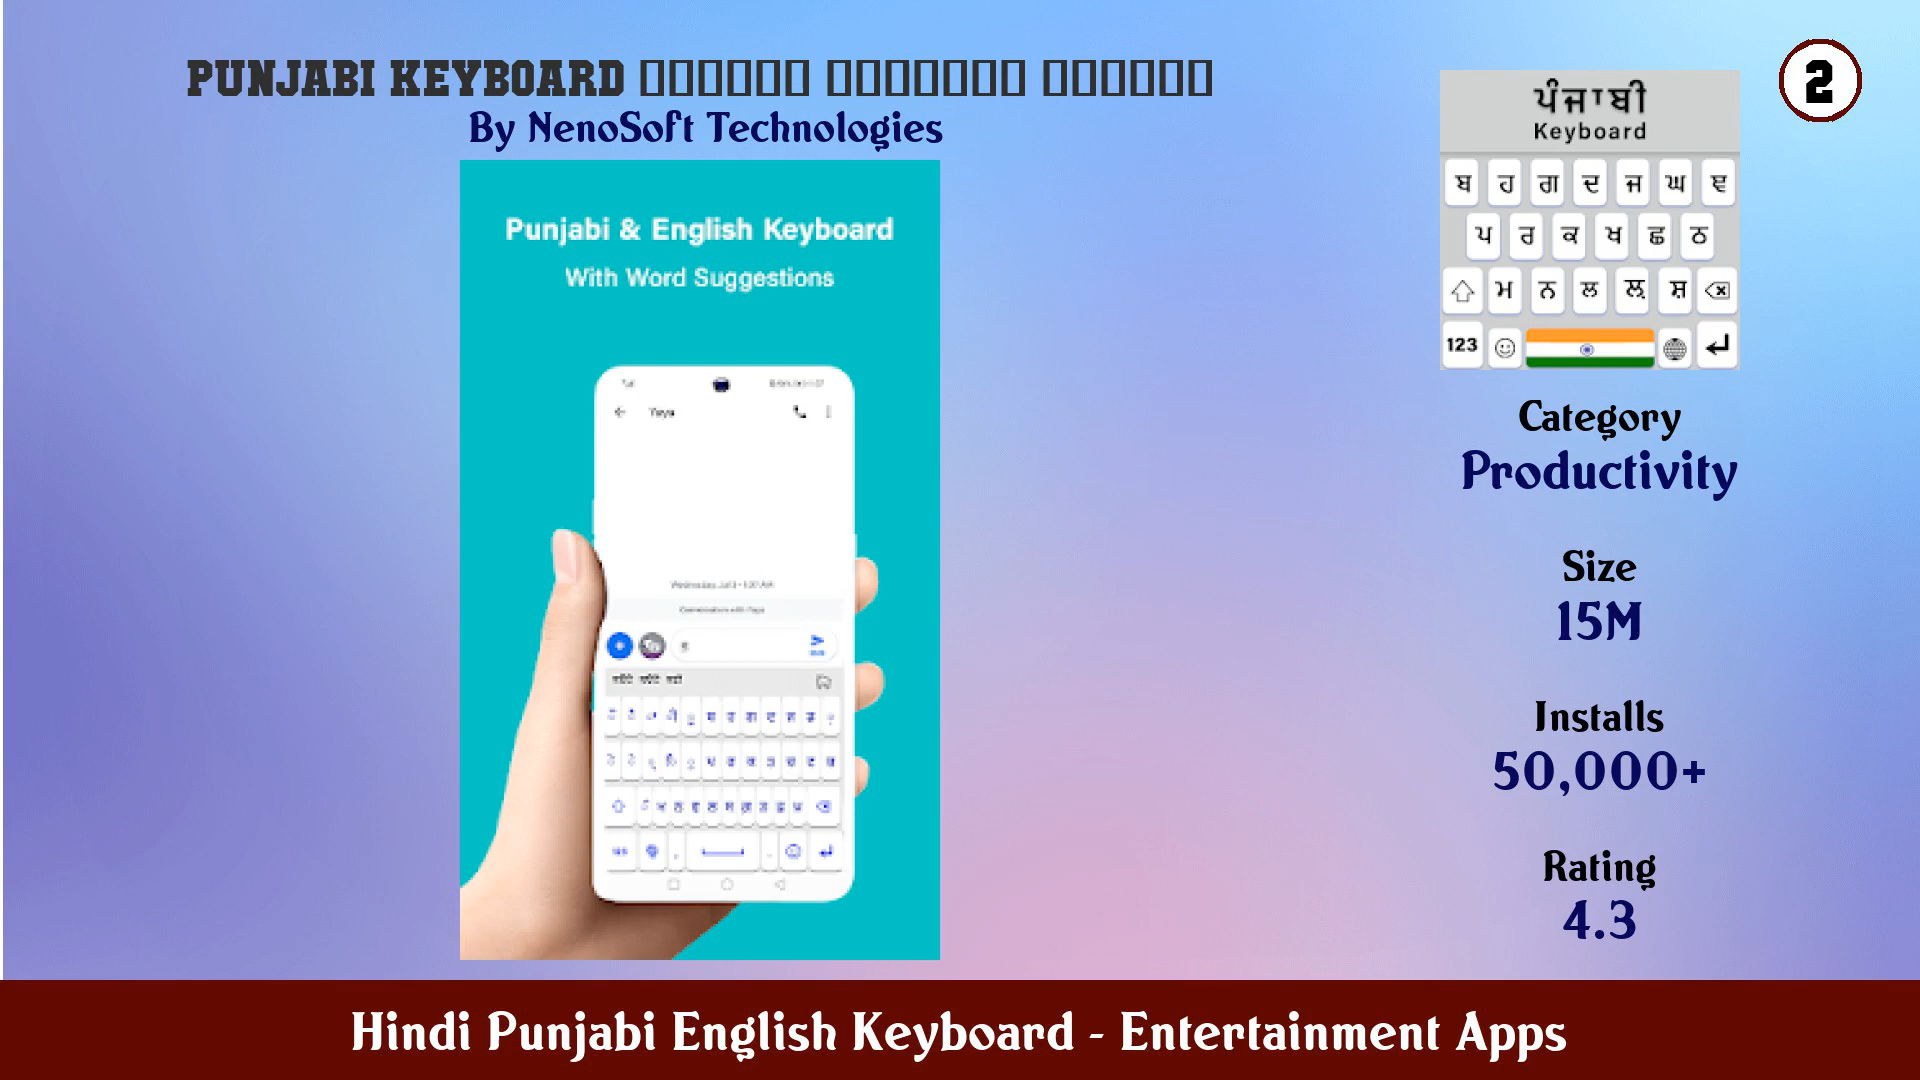 PUNJABI KEYBOARD
By NenoSoft Technologies
2
Punjabi & English Keyboard
With Word Suggestions
ਪੰਜਾਬੀ
Keyboard
ਬ ਹ ਗ ਦ ਜ ਘ ਞ
ਪ ਰ ਕ ਖ ਛ ਠ
ਮ ਨ ਲ ਲ਼ ਸ਼
123
Category
Productivity
Size
15M
Installs
50,000+
Rating
4.3
Hindi Punjabi English Keyboard - Entertainment Apps